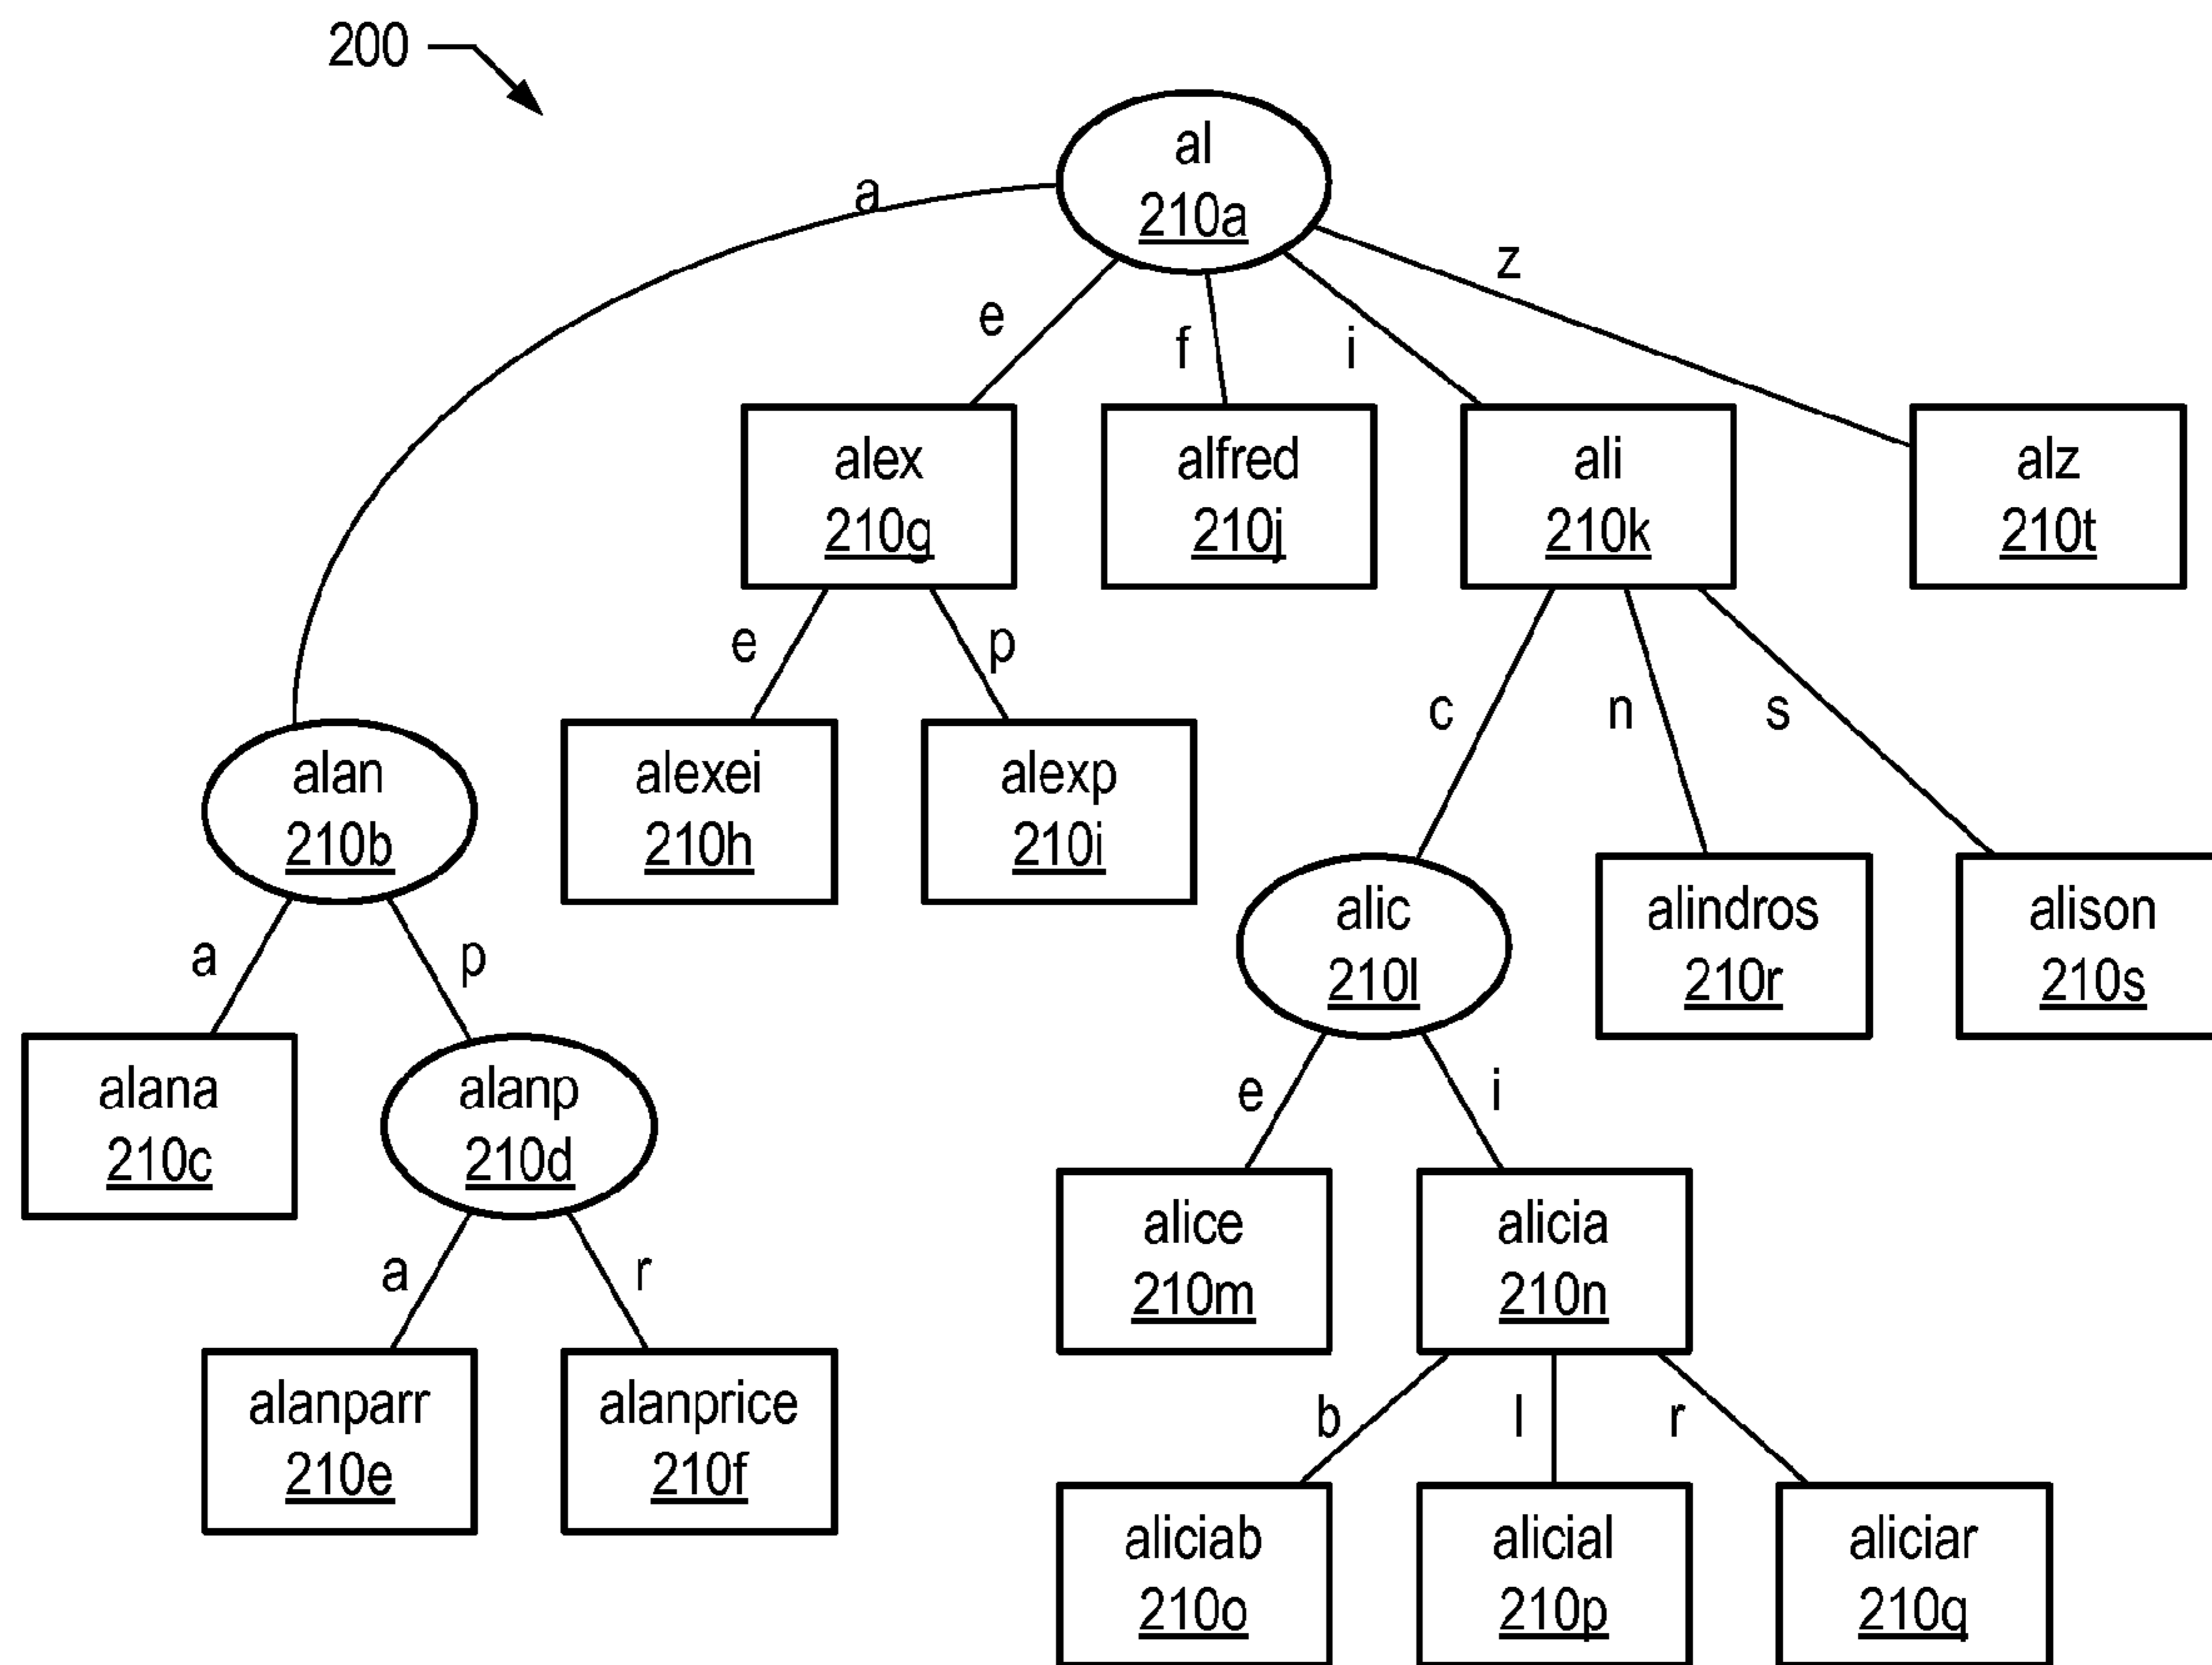 200
al
210a
a
e
f
i
z
alex
210g
alfred
210j
ali
210k
alz
210t
e
p
c
n
s
alan
210b
alexei
210h
alexp
210i
alic
210l
alindros
210r
alison
210s
a
p
e
i
alana
210c
alanp
210d
alice
210m
alicia
210n
a
r
b
l
r
alanparr
210e
alanprice
210f
aliciab
210o
alicial
210p
aliciar
210q